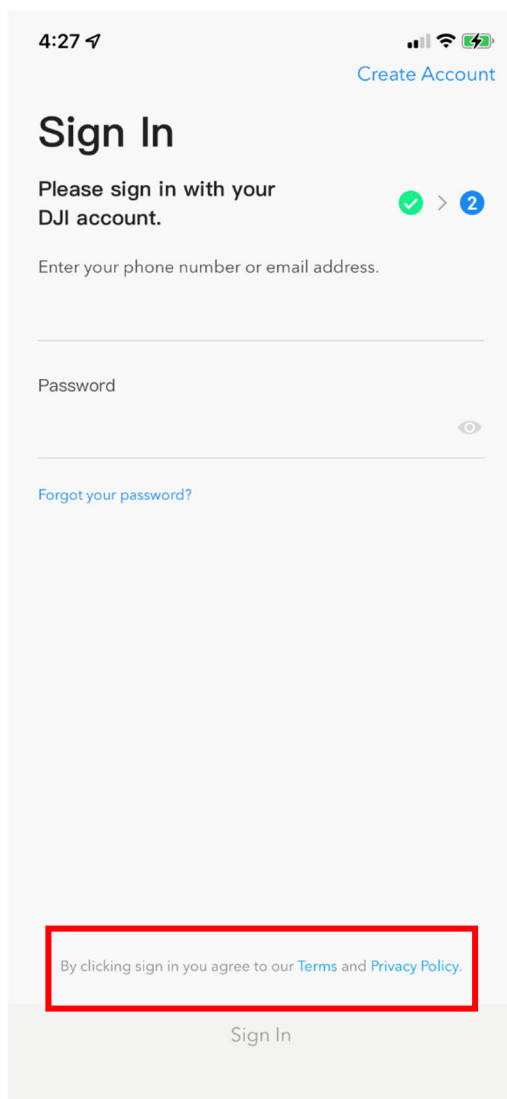 4:27
Create Account
Sign In
Please sign in with your
DJI account.
2
Enter your phone number or email address.
Password
Forgot your password?
By clicking sign in you agree to our Terms and Privacy Policy.
Sign In